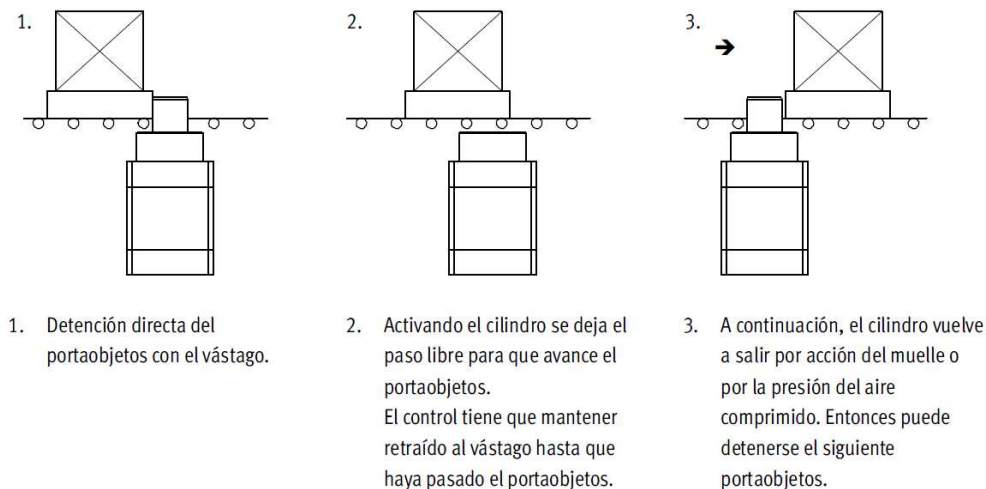 1.
2.
3.
1. Detención directa del
portaobjetos con el vástago.
2. Activando el cilindro se deja el
paso libre para que avance el
portaobjetos.
El control tiene que mantener
retraído al vástago hasta que
haya pasado el portaobjetos.
3. A continuación, el cilindro vuelve
a salir por acción del muelle o
por la presión del aire
comprimido. Entonces puede
detenerse el siguiente
portaobjetos.